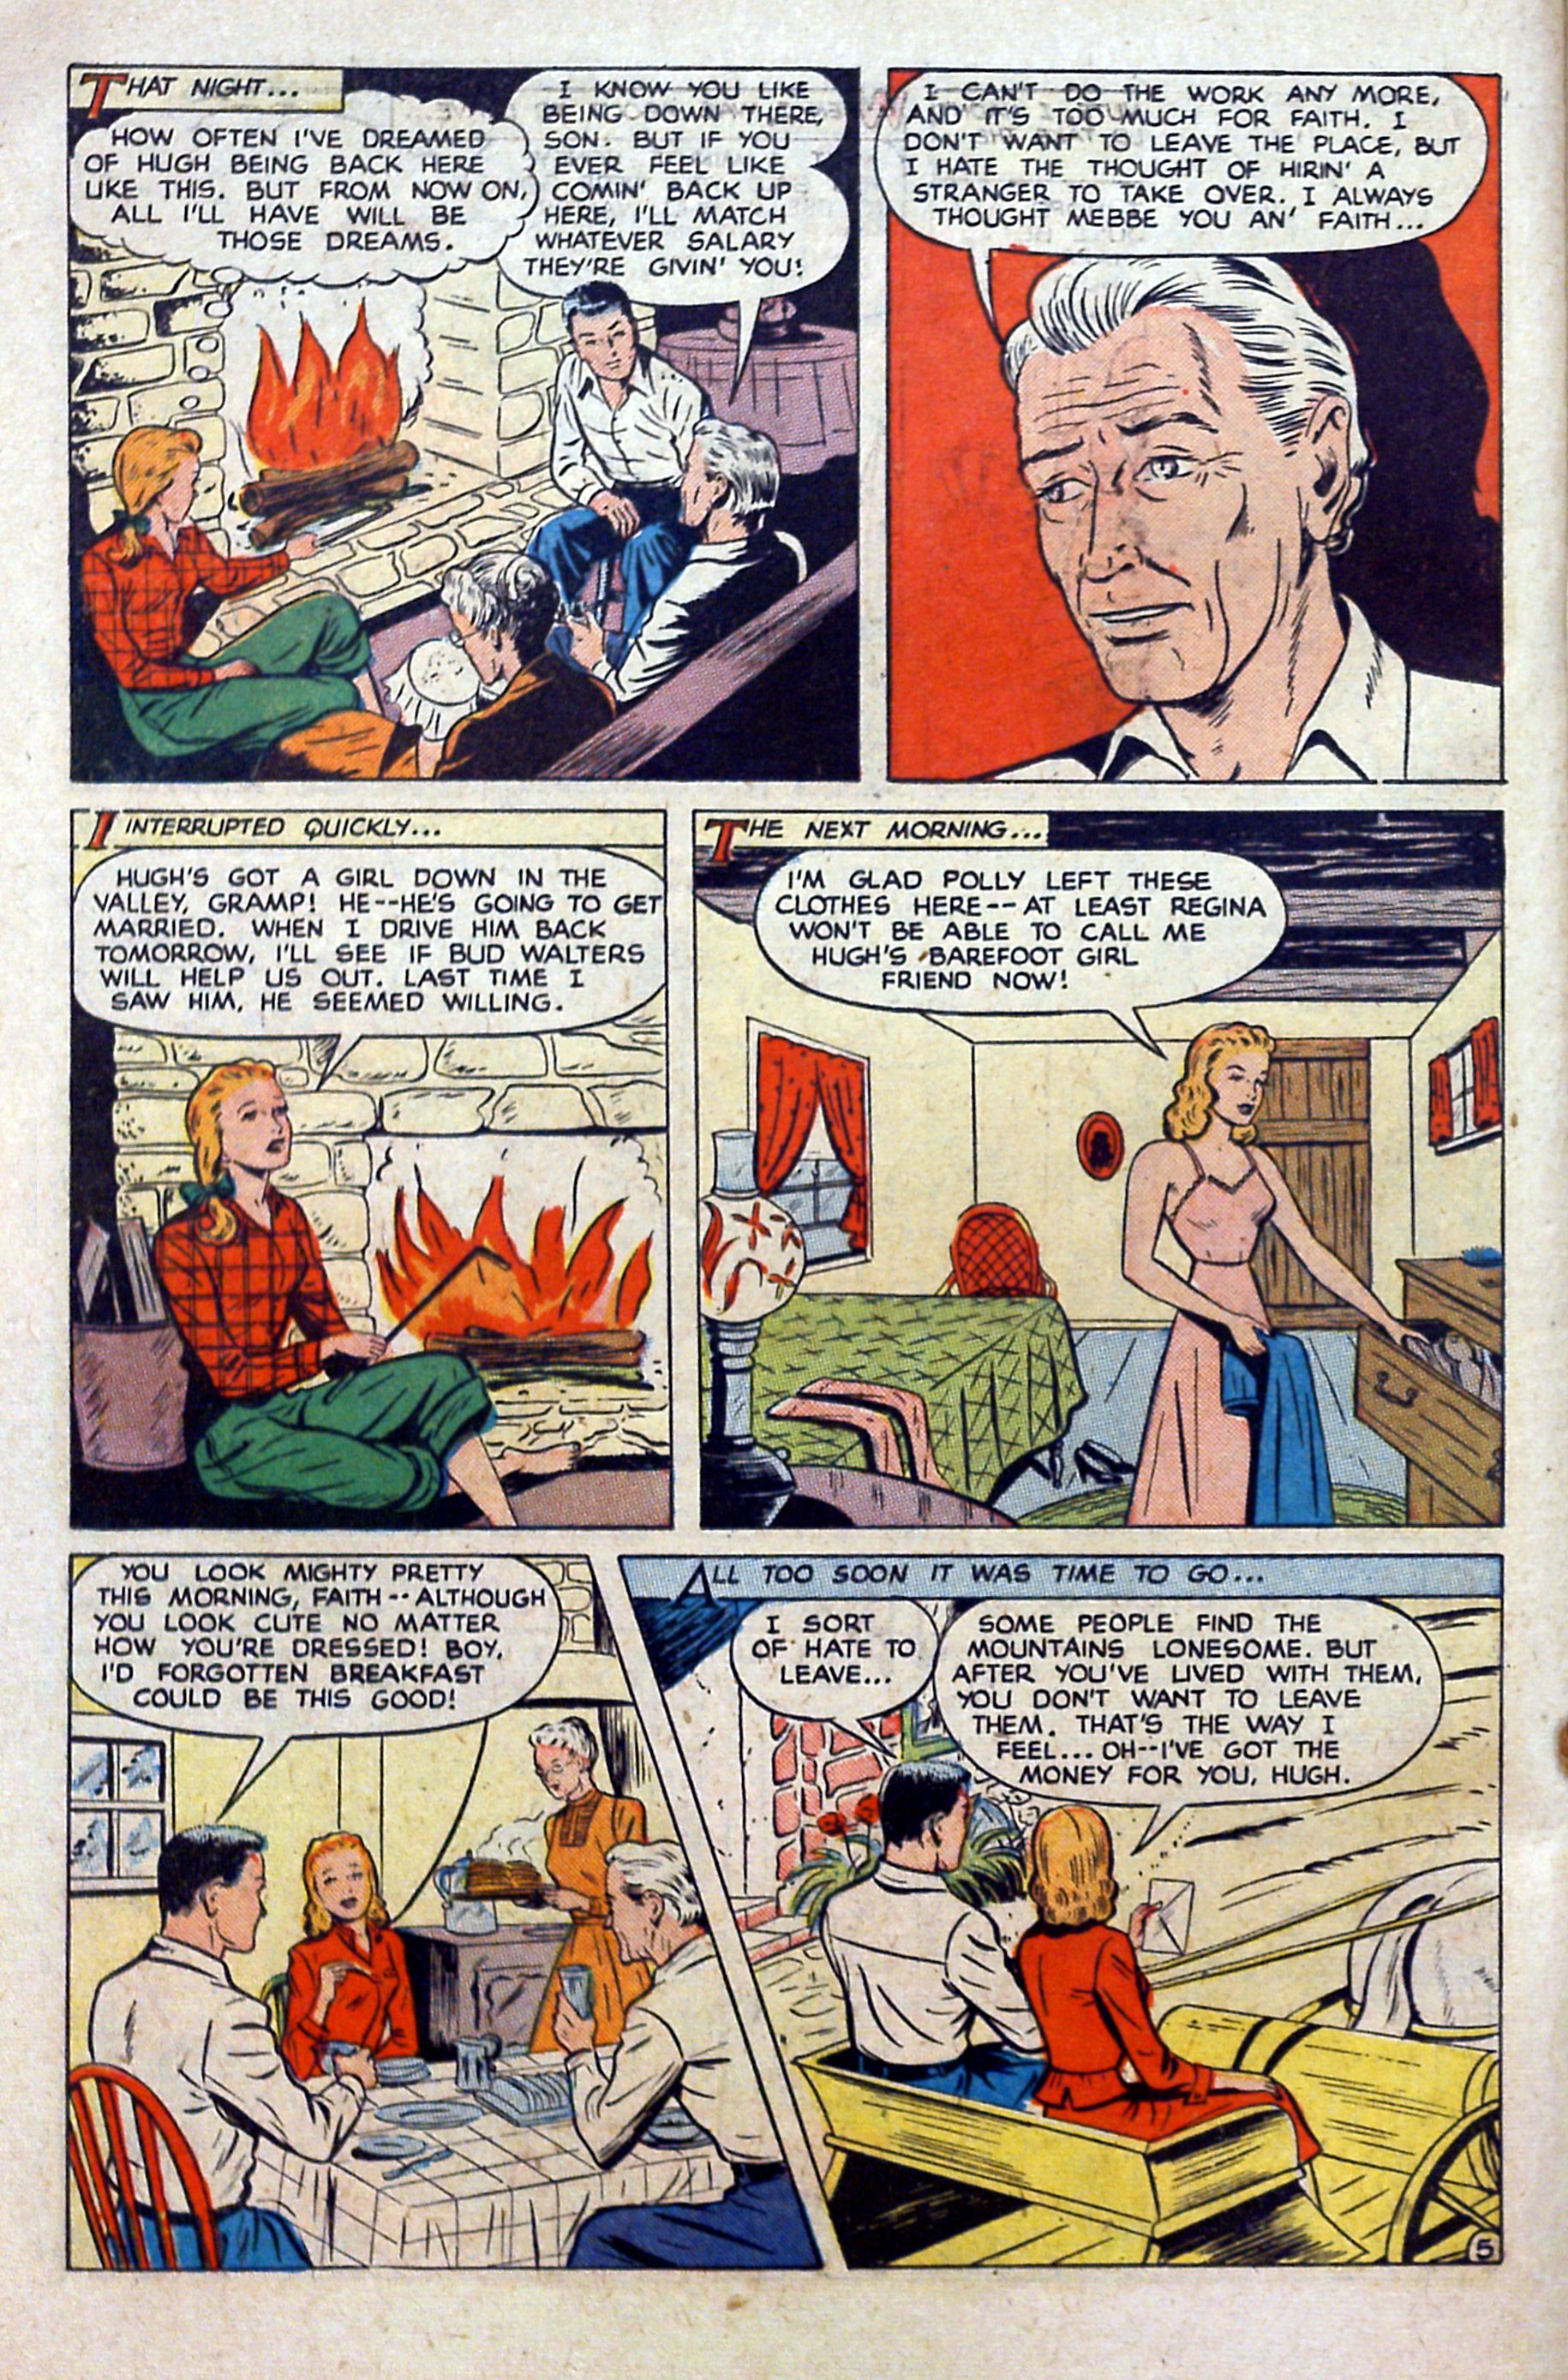 THAT NIGHT...
HOW OFTEN I'VE DREAMED
OF HUGH BEING BACK HERE
LIKE THIS. BUT FROM NOW ON,
ALL I'LL HAVE WILL BE
THOSE DREAMS.
I KNOW YOU LIKE
BEING DOWN THERE,
SON. BUT IF YOU
EVER FEEL LIKE
COMIN' BACK UP
HERE, I'LL MATCH
WHATEVER SALARY
THEY'RE GIVIN' YOU!
I CAN'T DO THE WORK ANY MORE,
AND IT'S TOO MUCH FOR FAITH. I
DON'T WANT TO LEAVE THE PLACE, BUT
I HATE THE THOUGHT OF HIRIN' A
STRANGER TO TAKE OVER. I ALWAYS
THOUGHT MEBBE YOU AN' FAITH...
I INTERRUPTED QUICKLY...
HUGH'S GOT A GIRL DOWN IN THE
VALLEY, GRAMP! HE--HE'S GOING TO GET
MARRIED. WHEN I DRIVE HIM BACK
TOMORROW, I'LL SEE IF BUD WALTERS
WILL HELP US OUT. LAST TIME I
SAW HIM, HE SEEMED WILLING.
THE NEXT MORNING...
I'M GLAD POLLY LEFT THESE
CLOTHES HERE--AT LEAST REGINA
WON'T BE ABLE TO CALL ME
HUGH'S BAREFOOT GIRL
FRIEND NOW!
YOU LOOK MIGHTY PRETTY
THIS MORNING, FAITH--ALTHOUGH
YOU LOOK CUTE NO MATTER
HOW YOU'RE DRESSED! BOY,
I'D FORGOTTEN BREAKFAST
COULD BE THIS GOOD!
ALL TOO SOON IT WAS TIME TO GO...
I SORT
OF HATE TO
LEAVE...
SOME PEOPLE FIND THE
MOUNTAINS LONESOME. BUT
AFTER YOU'VE LIVED WITH THEM,
YOU DON'T WANT TO LEAVE
THEM. THAT'S THE WAY I
FEEL... OH--I'VE GOT THE
MONEY FOR YOU, HUGH.
5